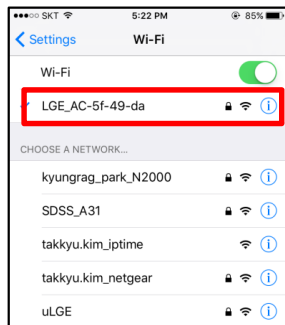 SKT 5:22 PM 85%
Settings Wi-Fi
Wi-Fi
LGE_AC-5f-49-da
CHOOSE A NETWORK...
kyungrag_park_N2000
SDSS_A31
takkyu.kim_iptime
takkyu.kim_netgear
uLGE